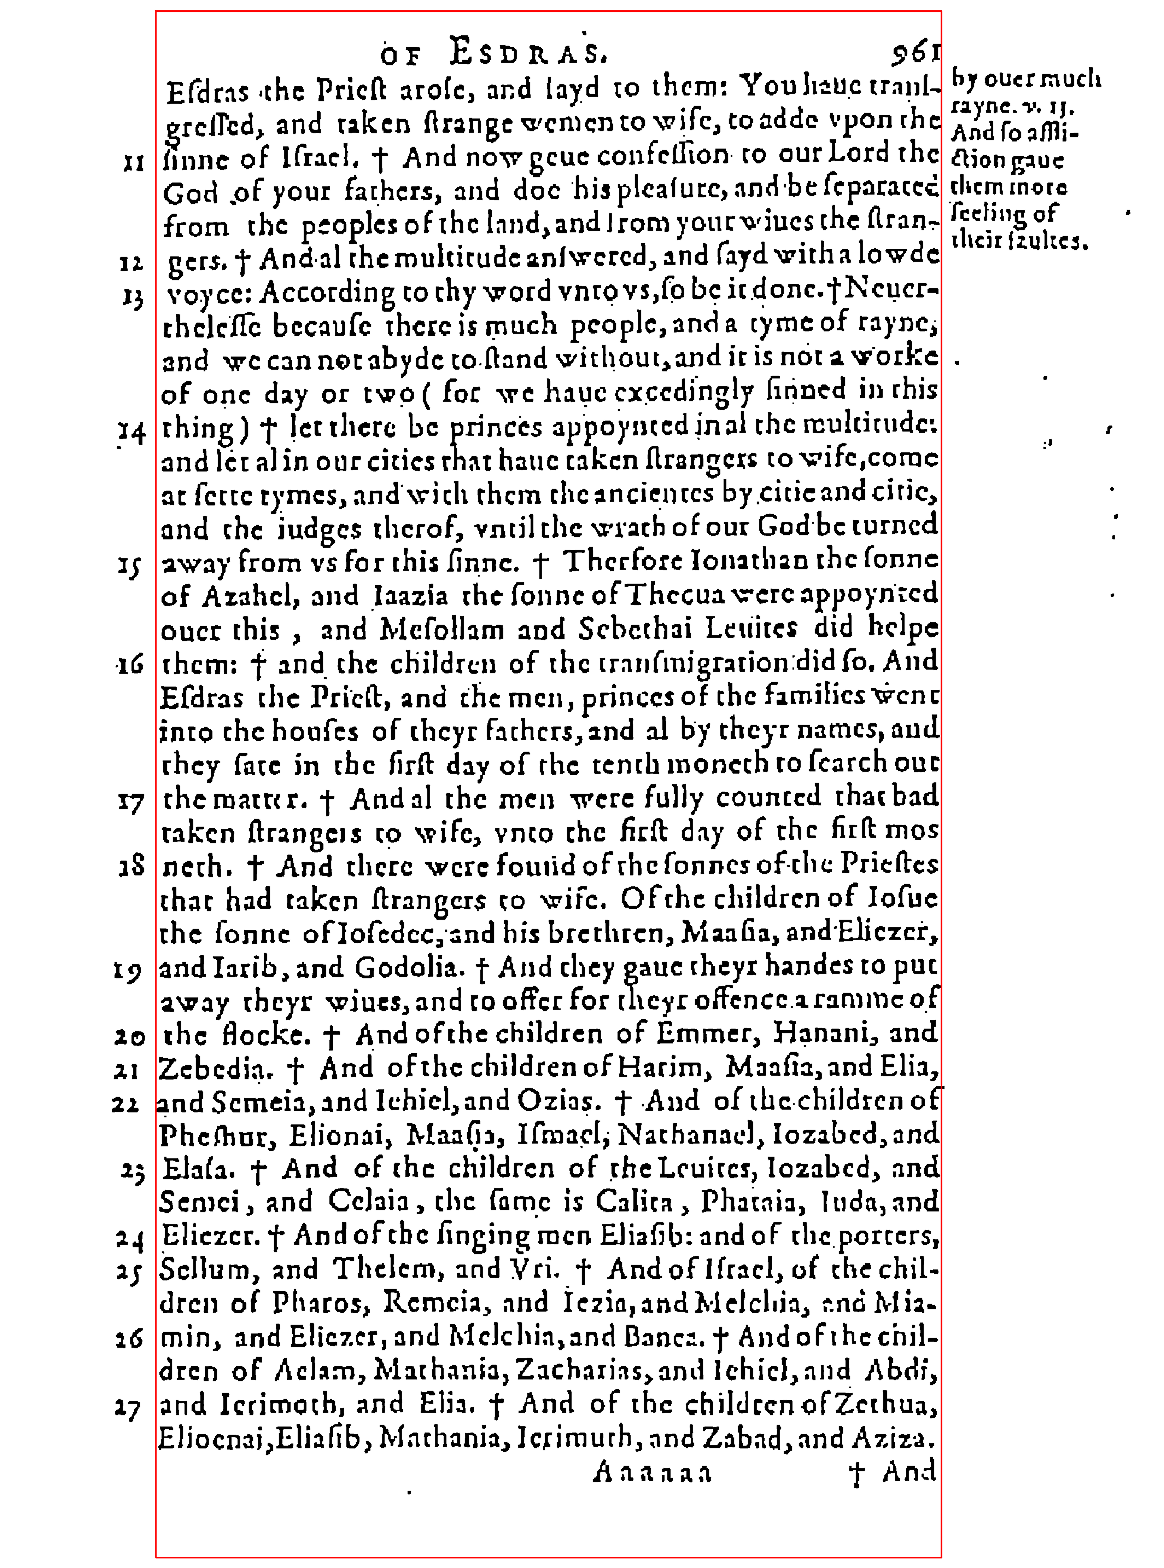 OF ESDRAS. 961
Eſdras the Prieſt aroſe, and ſayd to them: You haue tranſ-
greſſed, and taken ſtrange wemen to wife, to adde vpon the
11 ſinne of Iſrael. † And now geue confeſſion to our Lord the
God of your fathers, and doe his pleaſure, and be ſeparated
from the peoples of the land, and from your wiues the ſtran-
12 gers. † And al the multitude anſwered, and ſayd with a lowde
13 voyce: According to thy word vnto vs, ſo be it done. † Neuer-
theleſſe becauſe there is much people, and a tyme of rayne,
and we can not abyde to ſtand without, and it is not a worke
of one day or two ( for we haue excedingly ſinned in this
14 thing) † let there be princes appoynted in al the multitude:
and let al in our cities that haue taken ſtrangers to wife, come
at ſette tymes, and with them the ancientes by citie and citie,
and the iudges therof, vntil the wrath of our God be turned
15 away from vs for this ſinne. † Therfore Ionathan the ſonne
of Azahel, and Iaazia the ſonne of Thecua were appoynted
ouer this , and Meſollam and Sebethai Leuites did helpe
16 them: † and the children of the tranſmigration did ſo. And
Eſdras the Prieſt, and the men, princes of the families went
into the houſes of theyr fathers, and al by theyr names, and
they ſate in the firſt day of the tenth moneth to ſearch out
17 the matter. † And al the men were fully counted that had
taken ſtrangers to wife, vnto the firſt day of the firſt mos
18 neth. † And there were found of the ſonnes of the Prieſtes
that had taken ſtrangers to wife. Of the children of Ioſue
the ſonne of Ioſedec, and his brethren, Maaſia, and Eliezer,
19 and Iarib, and Godolia. † And they gaue theyr handes to put
away theyr wiues, and to offer for theyr offence a ramme of
20 the flocke. † And of the children of Emmer, Hanani, and
21 Zebedia. † And of the children of Harim, Maaſia, and Elia,
22 and Semeia, and Iehiel, and Ozias. † And of the children of
Pheſhur, Elionai, Maaſia, Iſmael, Nathanael, Iozabed, and
23 Elaſa. † And of the children of the Leuites, Iozabed, and
Semei, and Celaia, the ſame is Calita, Phataia, Iuda, and
24 Eliezer. † And of the ſinging men Eliaſib: and of the porters,
25 Sellum, and Thelem, and Vri. † And of Iſrael, of the chil-
dren of Pharos, Remeia, and Iezia, and Melchia, and Mia-
26 min, and Eliezer, and Melchia, and Banea. † And of the chil-
dren of Aelam, Mathania, Zacharias, and Iehiel, and Abdi,
27 and Ierimoth, and Elia. † And of the children of Zethua,
Elioenai, Eliaſib, Mathania, Ierimuth, and Zabad, and Aziza.
Aaaaaa † And
by ouer much
rayne. v. 13.
And ſo affli-
ction gaue
them more
feeling of
their faultes.